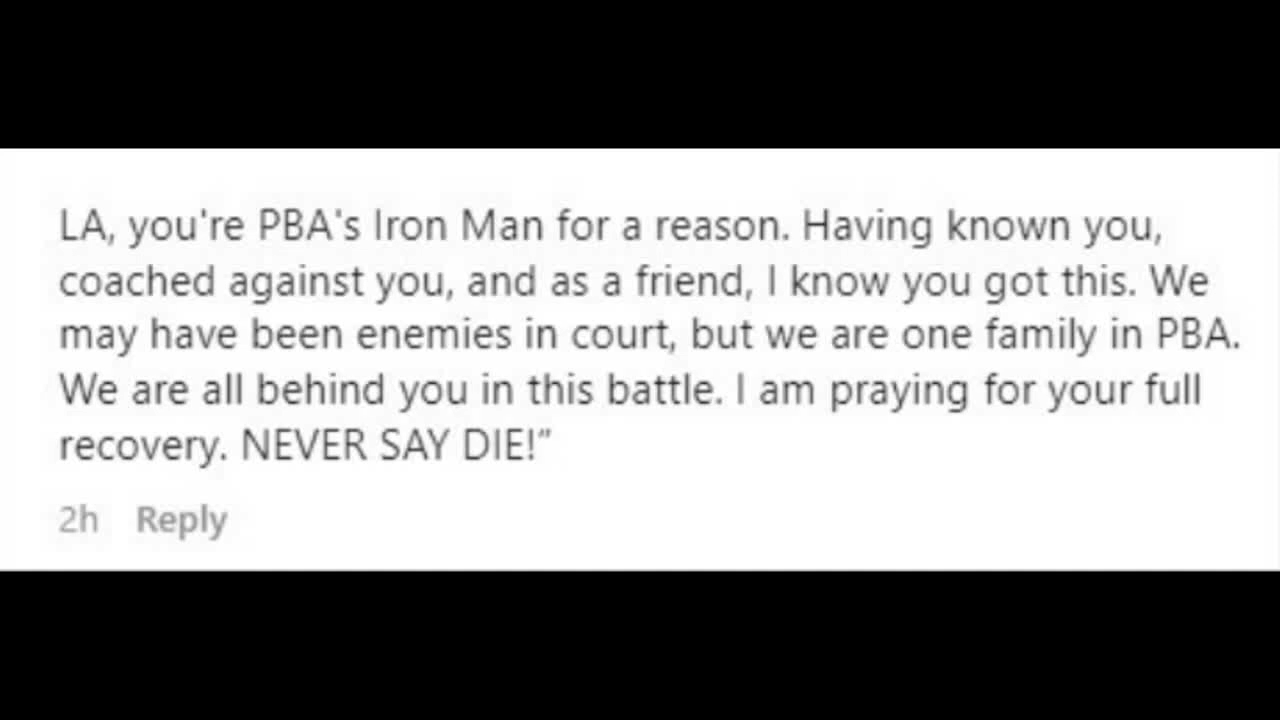 LA, you're PBA's Iron Man for a reason. Having known you,
coached against you, and as a friend, I know you got this. We
may have been enemies in court, but we are one family in PBA.
We are all behind you in this battle. I am praying for your full
recovery. NEVER SAY DIE!”
2h Reply